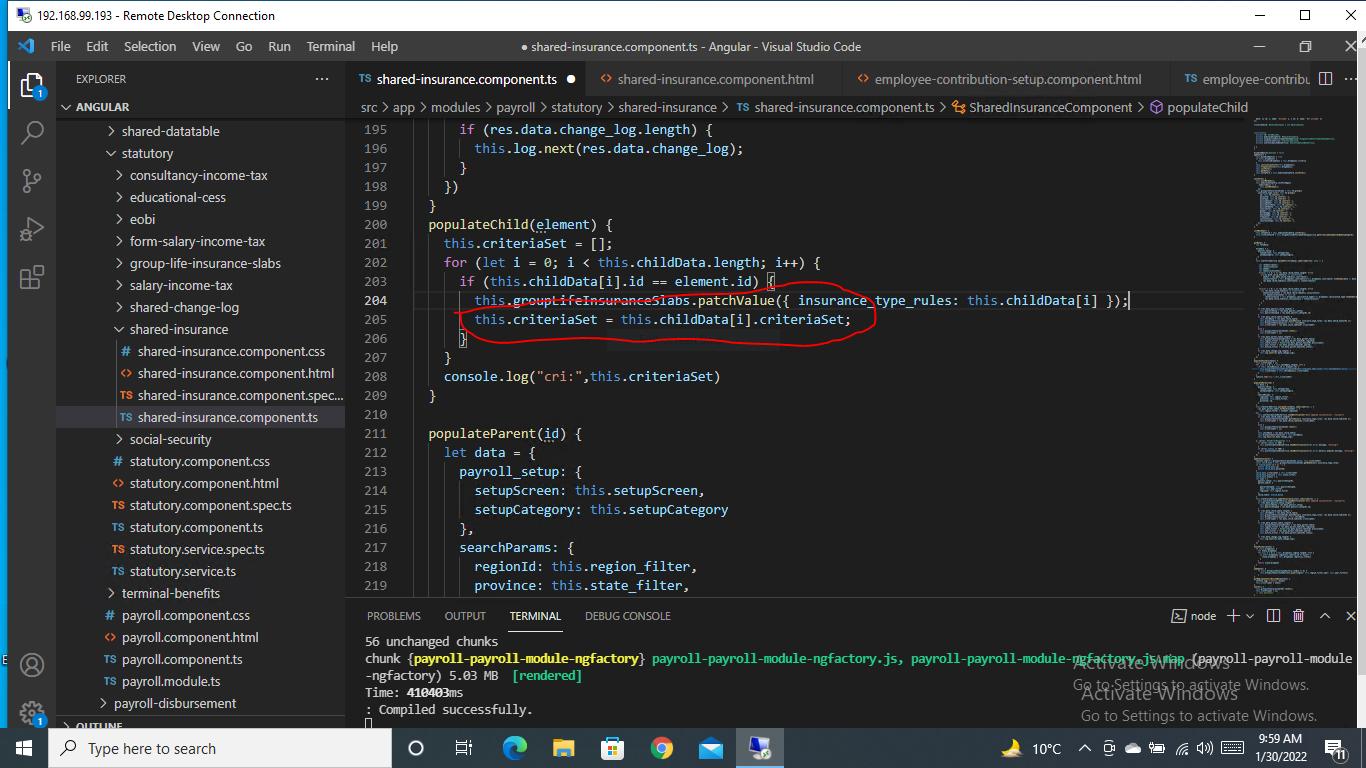 192.168.99.193 - Remote Desktop Connection
File Edit Selection View Go Run Terminal Help
● shared-insurance.component.ts - Angular - Visual Studio Code
EXPLORER
TS shared-insurance.component.ts ●
<> shared-insurance.component.html
<> employee-contribution-setup.component.html
TS employee-contribu
src > app > modules > payroll > statutory > shared-insurance > TS shared-insurance.component.ts > SharedInsuranceComponent > populateChild
ANGULAR
shared-datatable
statutory
consultancy-income-tax
educational-cess
eobi
form-salary-income-tax
group-life-insurance-slabs
salary-income-tax
shared-change-log
shared-insurance
# shared-insurance.component.css
<> shared-insurance.component.html
TS shared-insurance.component.spec...
TS shared-insurance.component.ts
social-security
# statutory.component.css
<> statutory.component.html
TS statutory.component.spec.ts
TS statutory.component.ts
TS statutory.service.spec.ts
TS statutory.service.ts
terminal-benefits
# payroll.component.css
<> payroll.component.html
TS payroll.component.ts
TS payroll.module.ts
payroll-disbursement
OUTLINE
1
1
195 if (res.data.change_log.length) {
196 this.log.next(res.data.change_log);
197 }
198 })
199 }
200 populateChild(element) {
201 this.criteriaSet = [];
202 for (let i = 0; i < this.childData.length; i++) {
203 if (this.childData[i].id == element.id) {
204 this.groupLifeInsuranceSlabs.patchValue({ insurance_type_rules: this.childData[i] });
205 this.criteriaSet = this.childData[i].criteriaSet;
206 }
207 }
208 console.log("cri:",this.criteriaSet)
209 }
210
211 populateParent(id) {
212 let data = {
213 payroll_setup: {
214 setupScreen: this.setupScreen,
215 setupCategory: this.setupCategory
216 },
217 searchParams: {
218 regionId: this.region_filter,
219 province: this.state_filter,
PROBLEMS OUTPUT TERMINAL DEBUG CONSOLE
node
56 unchanged chunks
chunk {payroll-payroll-module-ngfactory} payroll-payroll-module-ngfactory.js, payroll-payroll-module-ngfactory.js.map (payroll-payroll-module
-ngfactory) 5.03 MB [rendered]
Time: 410403ms
: Compiled successfully.
Activate Windows
Go to Settings to activate Windows.
Activate Windows
Go to Settings to activate Windows.
Type here to search
10°C
9:59 AM
1/30/2022
11